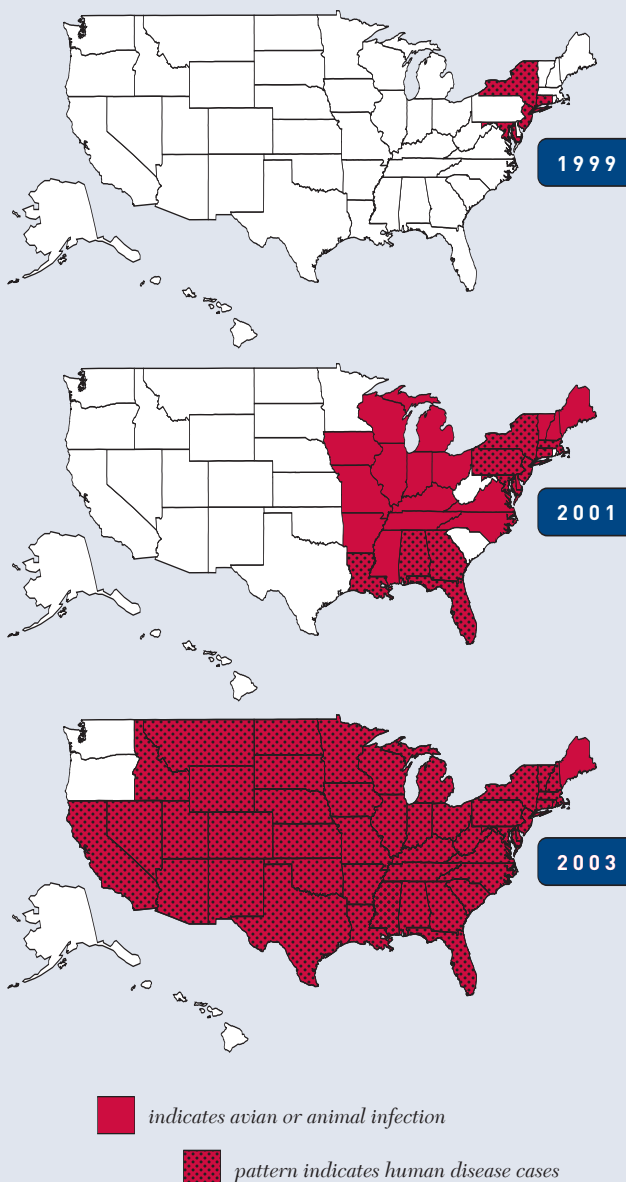 1999
2001
2003
indicates avian or animal infection
pattern indicates human disease cases